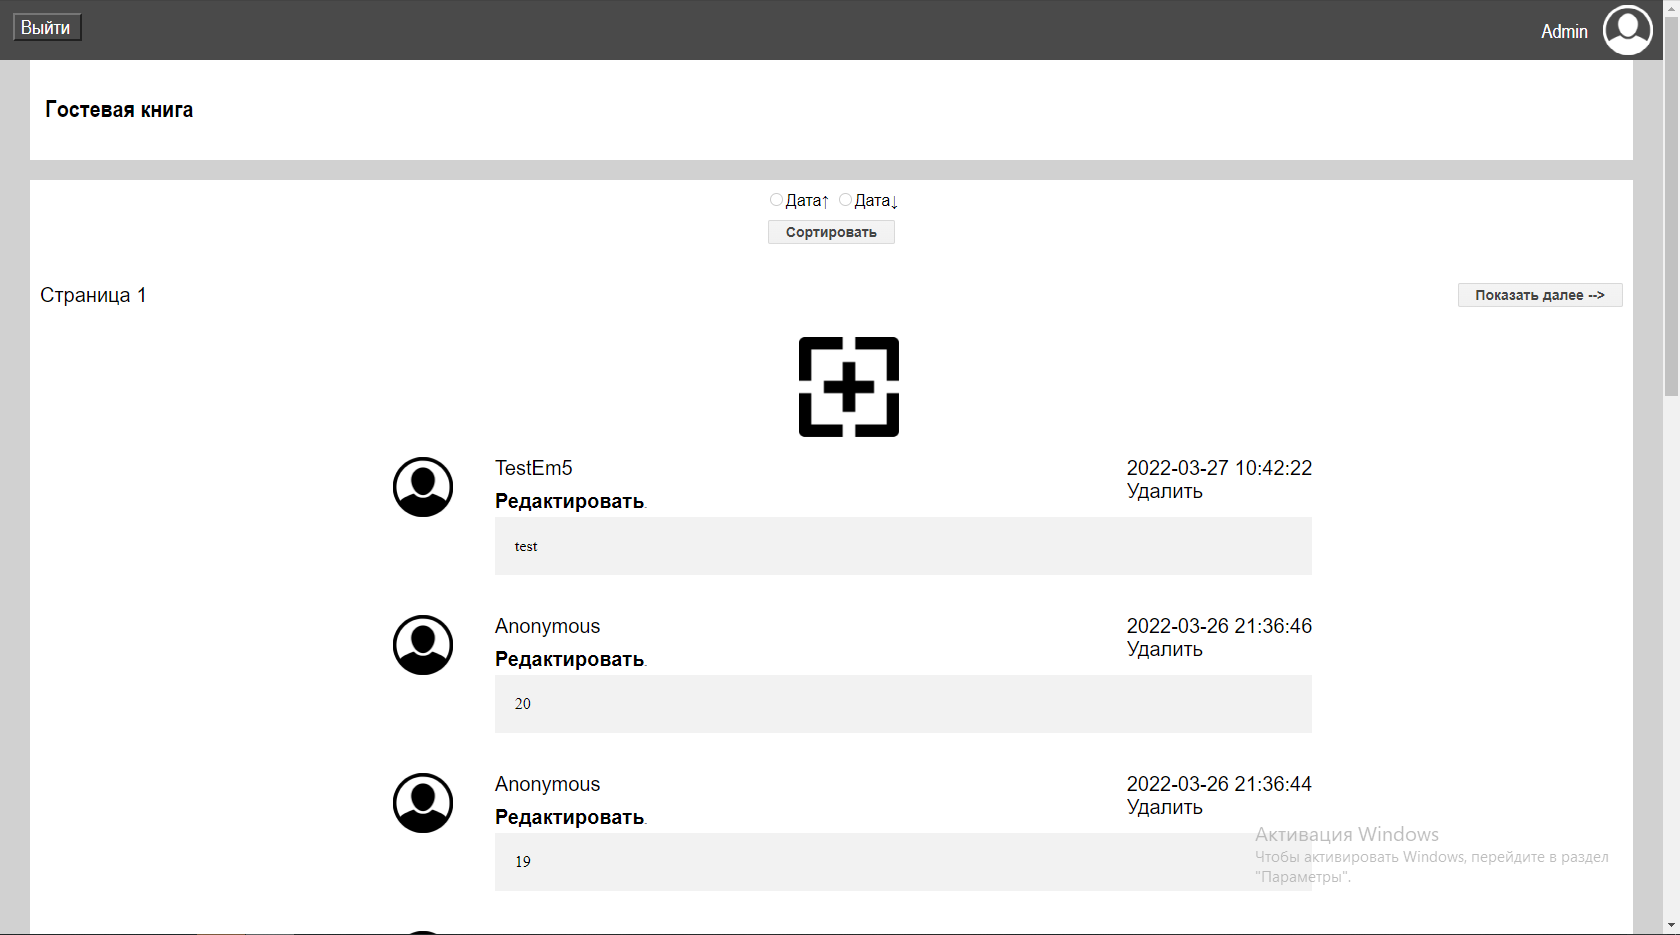 Выйти
Admin
Гостевая книга
Дата↑ Дата↓
Сортировать
Страница 1
Показать далее -->
TestEm5
2022-03-27 10:42:22
Редактировать.
Удалить
test
Anonymous
2022-03-26 21:36:46
Редактировать.
Удалить
20
Anonymous
2022-03-26 21:36:44
Редактировать.
Удалить
19
Активация Windows
Чтобы активировать Windows, перейдите в раздел
"Параметры".